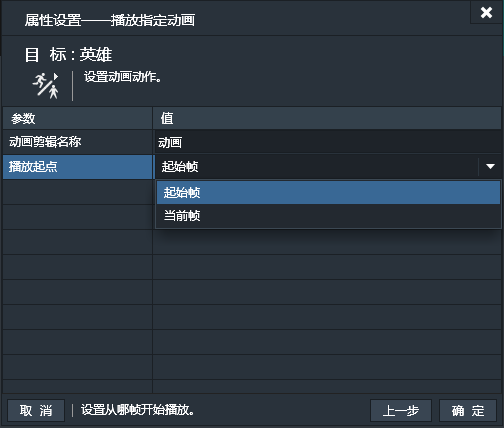 属性设置——播放指定动画
目 标 : 英雄
设置动画动作。
参数 值
动画剪辑名称 动画
播放起点 起始帧
起始帧
当前帧
取 消 设置从哪帧开始播放。 上一步 确 定